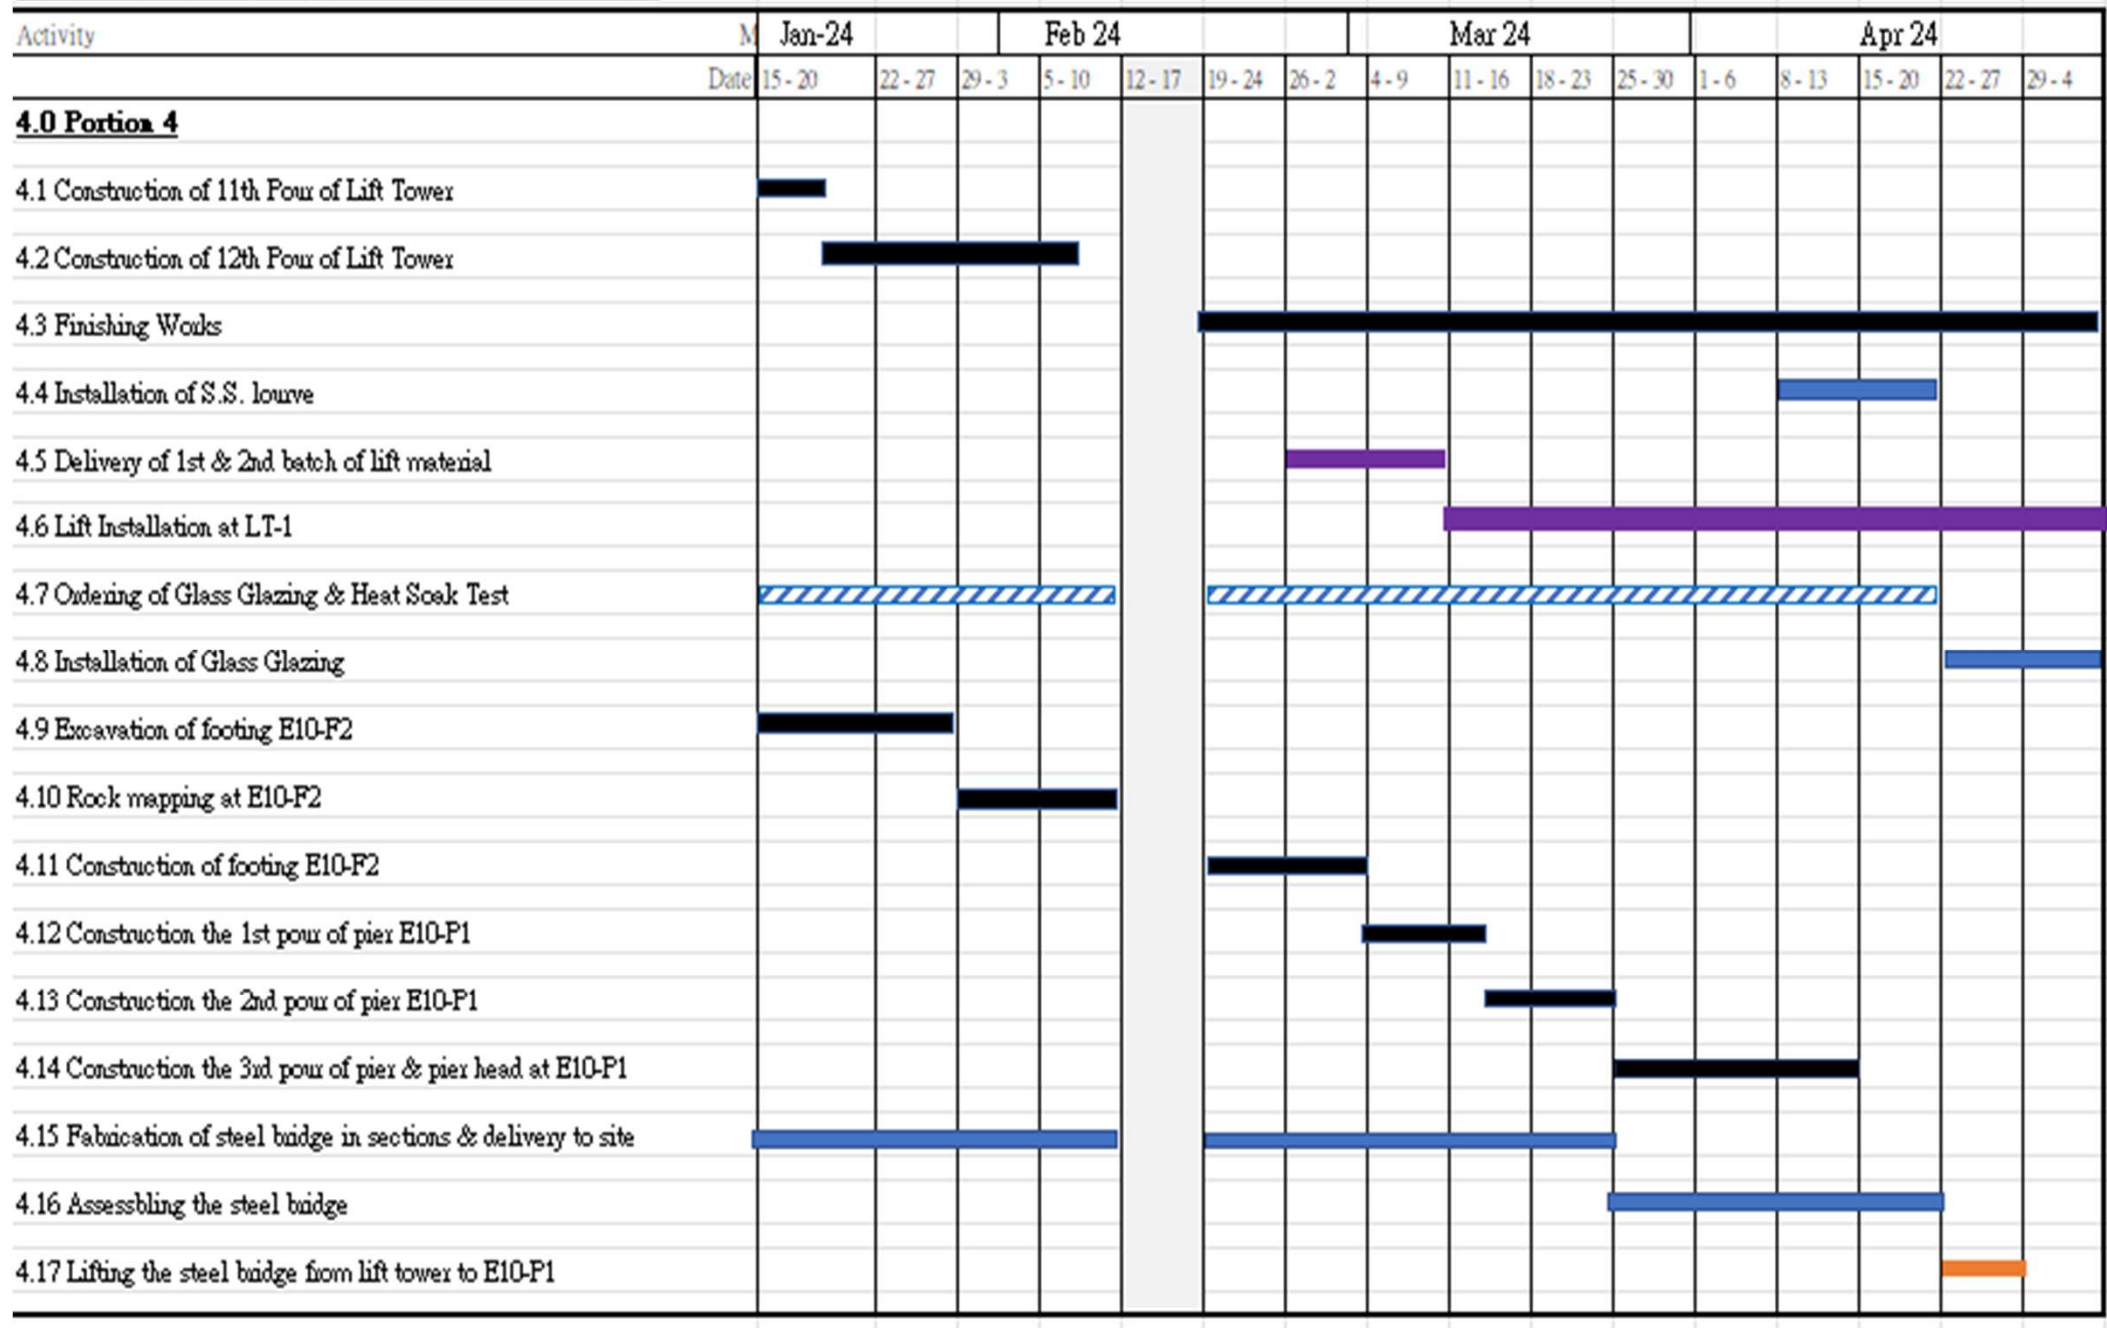 Activity M Jan-24 Feb 24 Mar 24 Apr 24
Date 15 - 20 22 - 27 29 - 3 5 - 10 12 - 17 19 - 24 26 - 2 4 - 9 11 - 16 18 - 23 25 - 30 1 - 6 8 - 13 15 - 20 22 - 27 29 - 4
4.0 Portion 4
4.1 Construction of 11th Pour of Lift Tower
4.2 Construction of 12th Pour of Lift Tower
4.3 Finishing Works
4.4 Installation of S.S. lourve
4.5 Delivery of 1st & 2nd batch of lift material
4.6 Lift Installation at LT-1
4.7 Ordering of Glass Glazing & Heat Soak Test
4.8 Installation of Glass Glazing
4.9 Excavation of footing E10-F2
4.10 Rock mapping at E10-F2
4.11 Construction of footing E10-F2
4.12 Construction the 1st pour of pier E10-P1
4.13 Construction the 2nd pour of pier E10-P1
4.14 Construction the 3rd pour of pier & pier head at E10-P1
4.15 Fabrication of steel bridge in sections & delivery to site
4.16 Assessbling the steel bridge
4.17 Lifting the steel bridge from lift tower to E10-P1